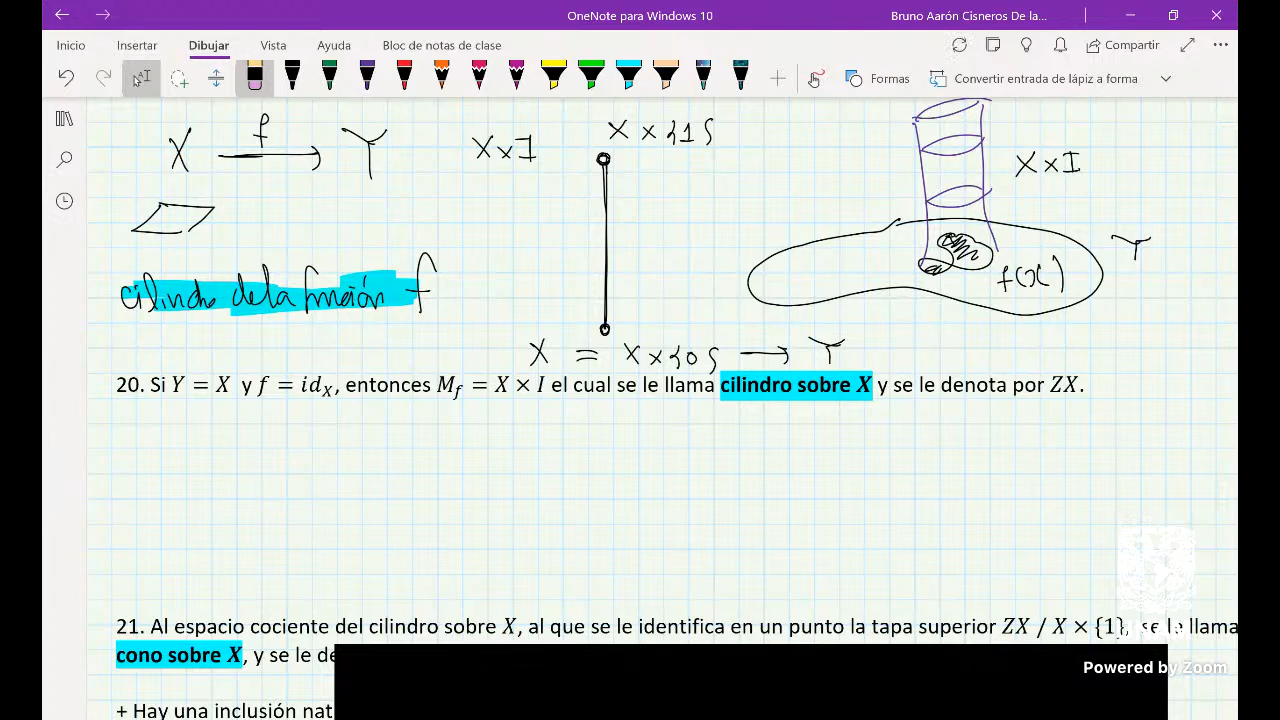 OneNote para Windows 10
Bruno Aarón Cisneros De la...
Inicio Insertar Dibujar Vista Ayuda Bloc de notas de clase
Compartir
Formas Convertir entrada de lápiz a forma
X f → Y X×I X×{1}
X×I
Y
f(X)
cilindro de la función f
X = X×{0} → Y
20. Si Y = X y f = id_X, entonces M_f = X × I el cual se le llama cilindro sobre X y se le denota por ZX.
21. Al espacio cociente del cilindro sobre X, al que se le identifica en un punto la tapa superior ZX / X × {1}, se le llama
cono sobre X, y se le de
Powered by Zoom
+ Hay una inclusión nat